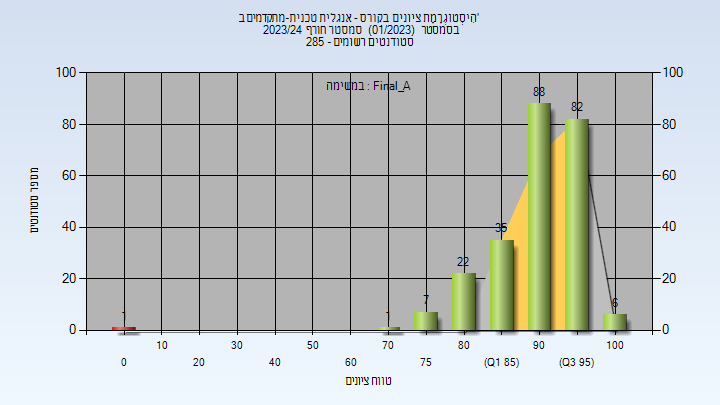 היסטוגרמת ציונים בקורס - אנגלית טכנית-מתקדמים ב'
בסמסטר (01/2023) סמסטר חורף 2023/24
סטודנטים רשומים - 285
במשימה : Final_A
100 100
80 80
60 60
40 40
20 20
0 0
מספר סטודנטים
1 1 7 22 35 88 82 6
0 10 20 30 40 50 60 70 75 80 (Q1 85) 90 (Q3 95) 100
טווח ציונים